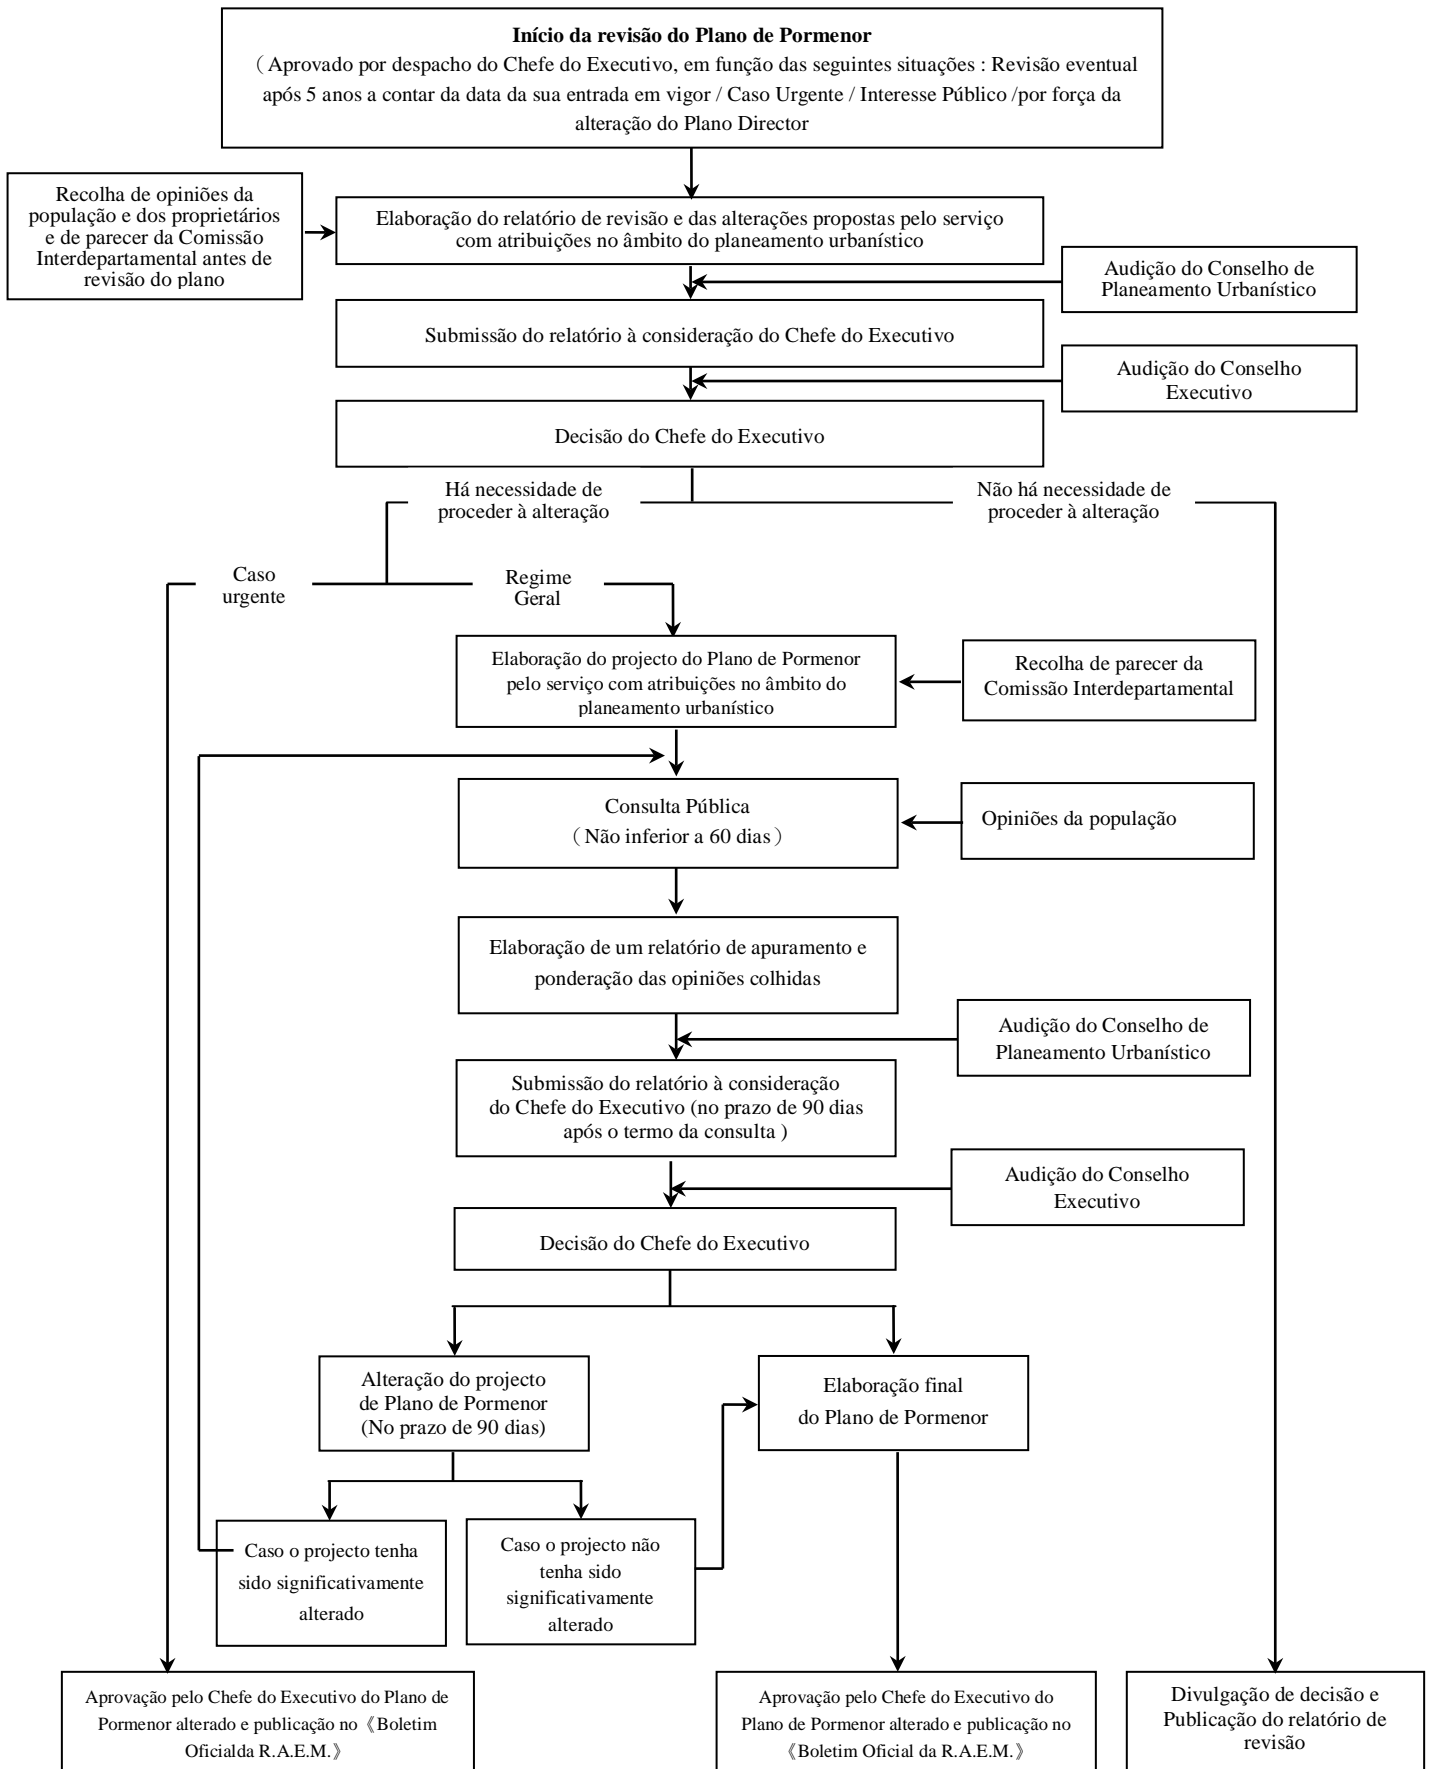 Início da revisão do Plano de Pormenor
（Aprovado por despacho do Chefe do Executivo, em função das seguintes situações : Revisão eventual
após 5 anos a contar da data da sua entrada em vigor / Caso Urgente / Interesse Público /por força da
alteração do Plano Director
Recolha de opiniões da
população e dos proprietários
e de parecer da Comissão
Interdepartamental antes de
revisão do plano
Elaboração do relatório de revisão e das alterações propostas pelo serviço
com atribuições no âmbito do planeamento urbanístico
Audição do Conselho de
Planeamento Urbanístico
Submissão do relatório à consideração do Chefe do Executivo
Audição do Conselho
Executivo
Decisão do Chefe do Executivo
Há necessidade de
proceder à alteração
Não há necessidade de
proceder à alteração
Caso
urgente
Regime
Geral
Elaboração do projecto do Plano de Pormenor
pelo serviço com atribuições no âmbito do
planeamento urbanístico
Recolha de parecer da
Comissão Interdepartamental
Consulta Pública
（Não inferior a 60 dias）
Opiniões da população
Elaboração de um relatório de apuramento e
ponderação das opiniões colhidas
Audição do Conselho de
Planeamento Urbanístico
Submissão do relatório à consideração
do Chefe do Executivo (no prazo de 90 dias
após o termo da consulta )
Audição do Conselho
Executivo
Decisão do Chefe do Executivo
Alteração do projecto
de Plano de Pormenor
(No prazo de 90 dias)
Elaboração final
do Plano de Pormenor
Caso o projecto tenha
sido significativamente
alterado
Caso o projecto não
tenha sido
significativamente
alterado
Aprovação pelo Chefe do Executivo do Plano de
Pormenor alterado e publicação no《Boletim
Oficialda R.A.E.M.》
Aprovação pelo Chefe do Executivo do
Plano de Pormenor alterado e publicação no
《Boletim Oficial da R.A.E.M.》
Divulgação de decisão e
Publicação do relatório de
revisão